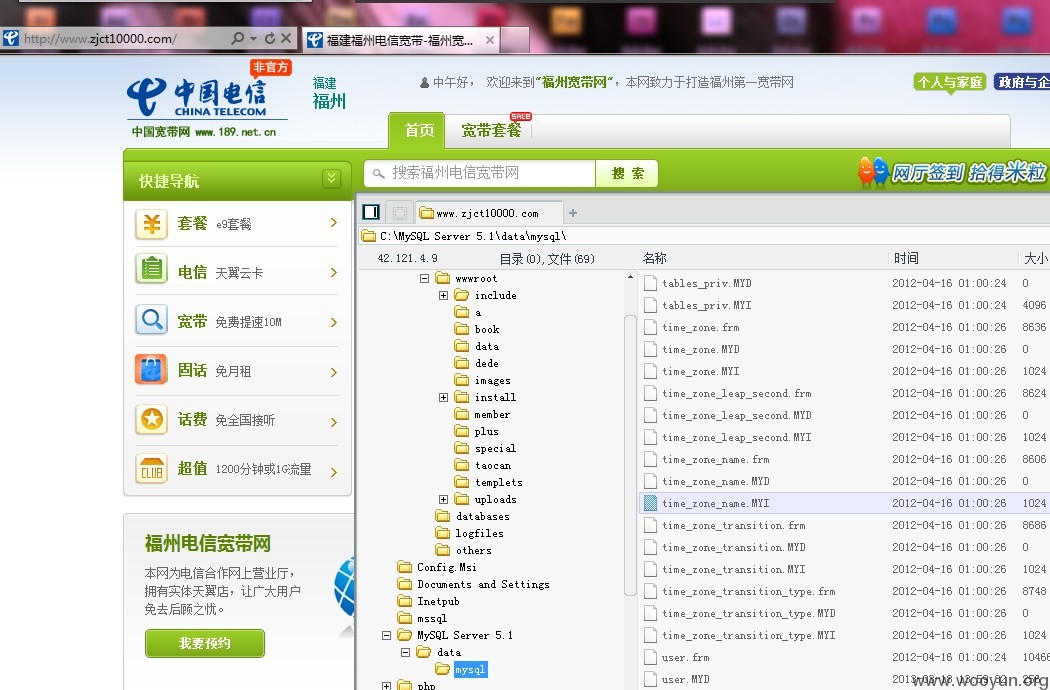 http://www.zjct10000.com/
福建福州电信宽带-福州宽...
非官方
中国电信
CHINA TELECOM
中国宽带网 www.189.net.cn
福建
福州
中午好， 欢迎来到“福州宽带网”，本网致力于打造福州第一宽带网
个人与家庭
政府与企
首页
宽带套餐
SALE
快捷导航
搜索福州电信宽带网
搜 索
网厅签到 拾得米粒
套餐 e9套餐
电信 天翼云卡
宽带 免费提速10M
固话 免月租
话费 免全国接听
CLUB
超值 1200分钟或1G流量
福州电信宽带网
本网为电信合作网上营业厅，
拥有实体天翼店，让广大用户
免去后顾之忧。
我要预约
www.zjct10000.com
C:\MySQL Server 5.1\data\mysql\
42.121.4.9
目录(0),文件(69)
wwwroot
include
a
book
data
dede
images
install
member
plus
special
taocan
templets
uploads
databases
logfiles
others
Config.Msi
Documents and Settings
Inetpub
mssql
MySQL Server 5.1
data
mysql
php
名称 时间 大小
tables_priv.MYD 2012-04-16 01:00:24 0
tables_priv.MYI 2012-04-16 01:00:24 4096
time_zone.frm 2012-04-16 01:00:26 8636
time_zone.MYD 2012-04-16 01:00:26 0
time_zone.MYI 2012-04-16 01:00:26 1024
time_zone_leap_second.frm 2012-04-16 01:00:26 8624
time_zone_leap_second.MYD 2012-04-16 01:00:26 0
time_zone_leap_second.MYI 2012-04-16 01:00:26 1024
time_zone_name.frm 2012-04-16 01:00:26 8606
time_zone_name.MYD 2012-04-16 01:00:26 0
time_zone_name.MYI 2012-04-16 01:00:26 1024
time_zone_transition.frm 2012-04-16 01:00:26 8686
time_zone_transition.MYD 2012-04-16 01:00:26 0
time_zone_transition.MYI 2012-04-16 01:00:26 1024
time_zone_transition_type.frm 2012-04-16 01:00:26 8748
time_zone_transition_type.MYD 2012-04-16 01:00:26 0
time_zone_transition_type.MYI 2012-04-16 01:00:26 1024
user.frm 2012-04-16 01:00:24 10466
user.MYD
www.wooyun.org